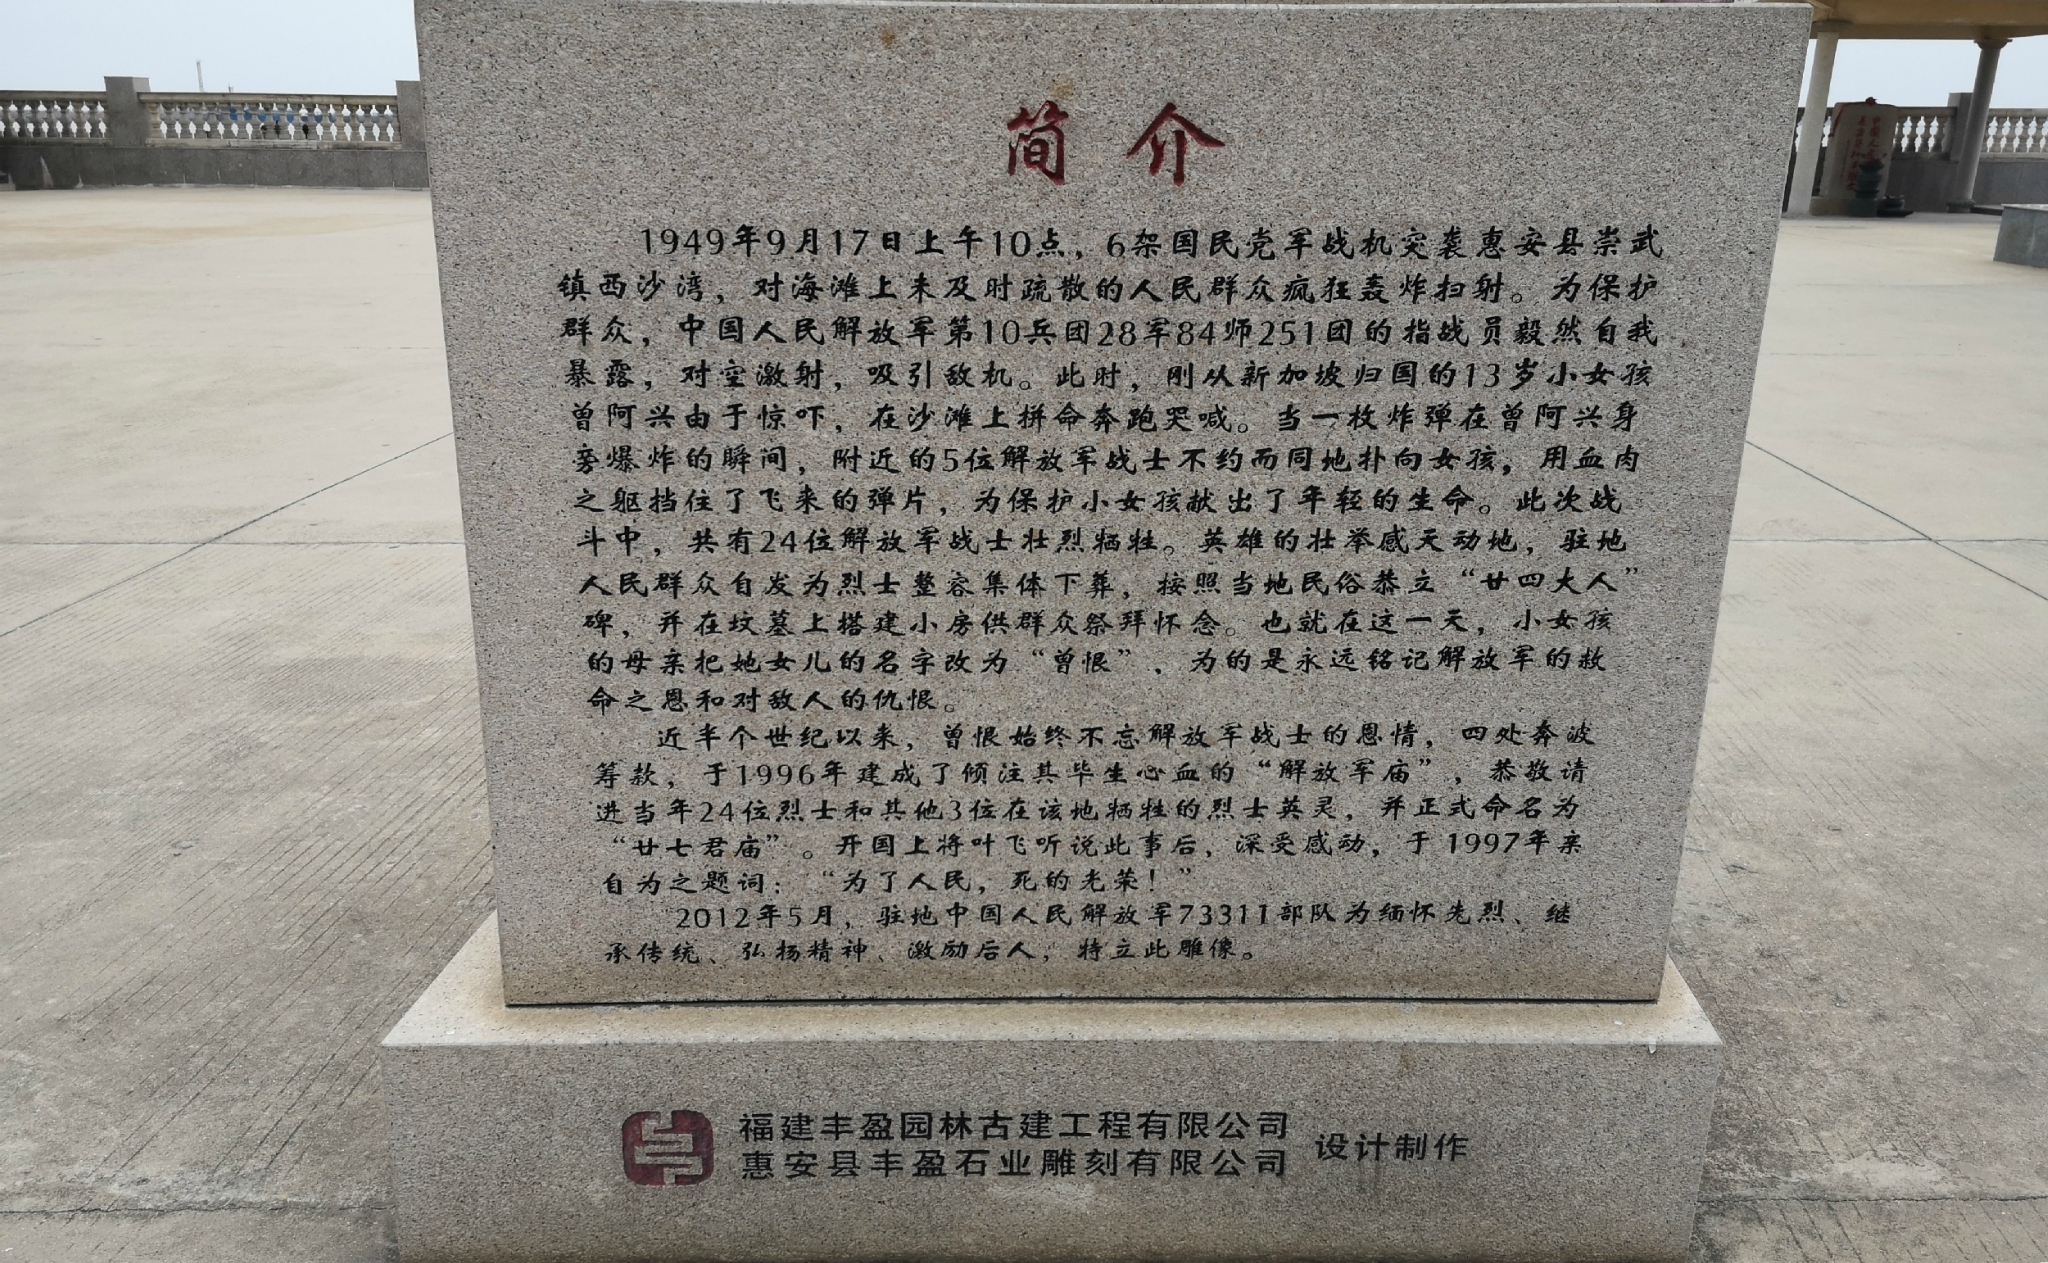 简介
1949年9月17日上午10点，6架国民党军战机突袭惠安县崇武
镇西沙湾，对海滩上未及时疏散的人民群众疯狂轰炸扫射。为保护
群众，中国人民解放军第10兵团28军84师251团的指战员毅然自我
暴露，对空激射，吸引敌机。此时，刚从新加坡归国的13岁小女孩
曾阿兴由于惊吓，在沙滩上拼命奔跑哭喊。当一枚炸弹在曾阿兴身
旁爆炸的瞬间，附近的5位解放军战士不约而同地扑向女孩，用血肉
之躯挡住了飞来的弹片，为保护小女孩献出了年轻的生命。此次战
斗中，共有24位解放军战士壮烈牺牲。英雄的壮举感天动地，驻地
人民群众自发为烈士整容集体下葬，按照当地民俗恭立“廿四大人”
碑，并在坟墓上搭建小房供群众祭拜怀念。也就在这一天，小女孩
的母亲把她女儿的名字改为“曾恨”，为的是永远铭记解放军的救
命之恩和对敌人的仇恨。
近半个世纪以来，曾恨始终不忘解放军战士的恩情，四处奔波
筹款，于1996年建成了倾注其毕生心血的“解放军庙”，恭敬请
进当年24位烈士和其他3位在该地牺牲的烈士英灵，并正式命名为
“廿七君庙”。开国上将叶飞听说此事后，深受感动，于1997年亲
自为之题词：“为了人民，死的光荣！”
2012年5月，驻地中国人民解放军73311部队为缅怀先烈、继
承传统、弘扬精神、激励后人，特立此雕像。
福建丰盈园林古建工程有限公司
惠安县丰盈石业雕刻有限公司
设计制作